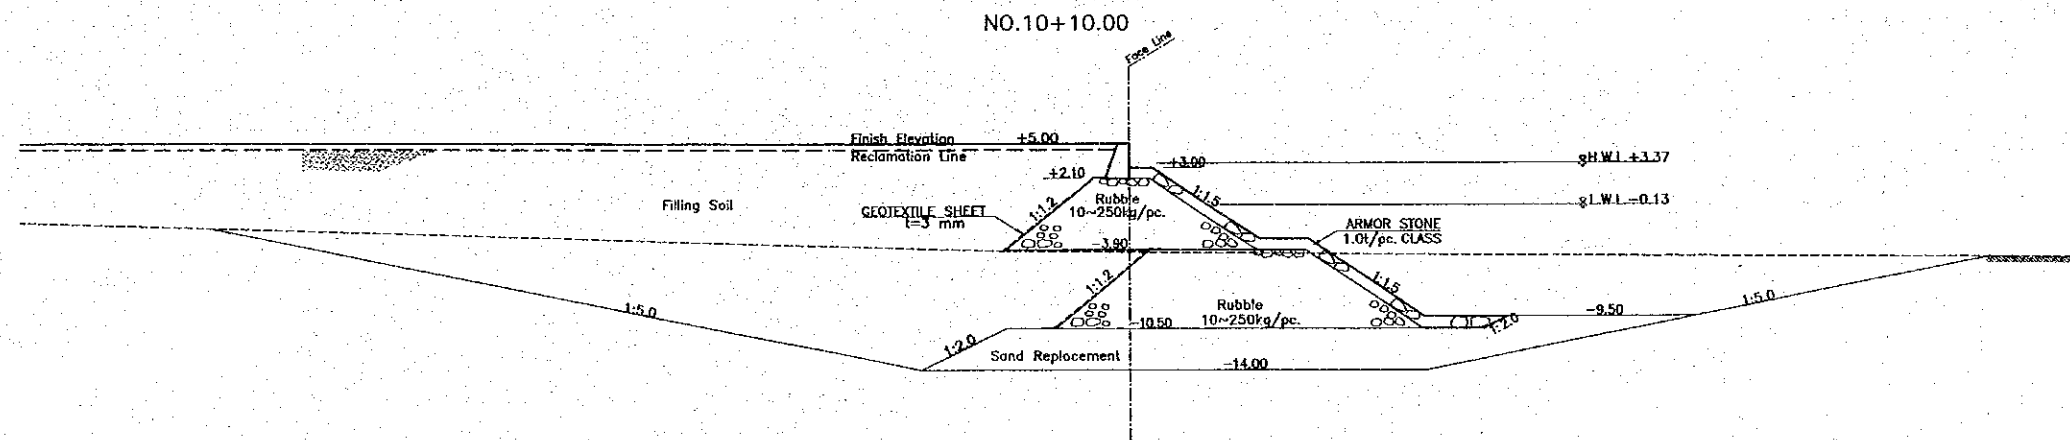 NO.10+10.00
Face Line
Finish Elevation
+5.00
Reclamation Line
+3.00
H.W.L +3.37
+2.10
1:1.5
Rubble
10~250kg/pc.
L.W.L -0.13
Filling Soil
GEOTEXTILE SHEET
t=3 mm
1:1.2
ARMOR STONE
1.0t/pc. CLASS
-3.90
1:1.2
1:1.5
1:5.0
Rubble
10~250kg/pc.
-9.50
1:5.0
-10.50
1:2.0
1:2.0
Sand Replacement
-14.00